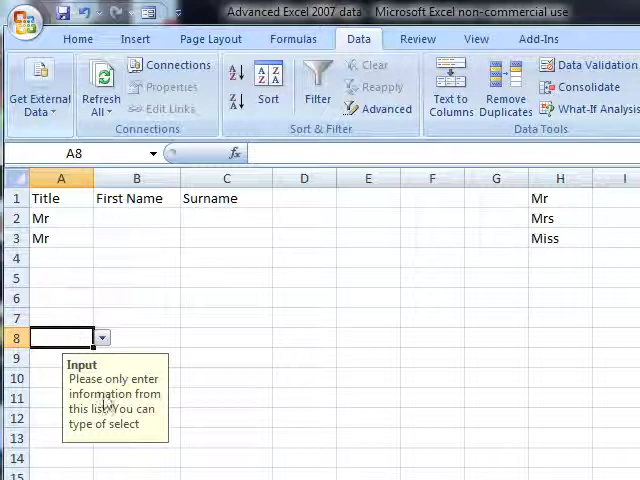 Advanced Excel 2007 data - Microsoft Excel non-commercial use
Home Insert Page Layout Formulas Data Review View Add-Ins
Get External Data
Refresh All
Connections
Properties
Edit Links
Connections
Sort
Filter
Clear
Reapply
Advanced
Sort & Filter
Text to Columns
Remove Duplicates
Data Validation
Consolidate
What-If Analysis
Data Tools
A8 fx
A B C D E F G H I
1 Title First Name Surname Mr
2 Mr Mrs
3 Mr Miss
4
5
6
7
8
9
10
11
12
13
14
15
Input
Please only enter
information from
this list. You can
type of select